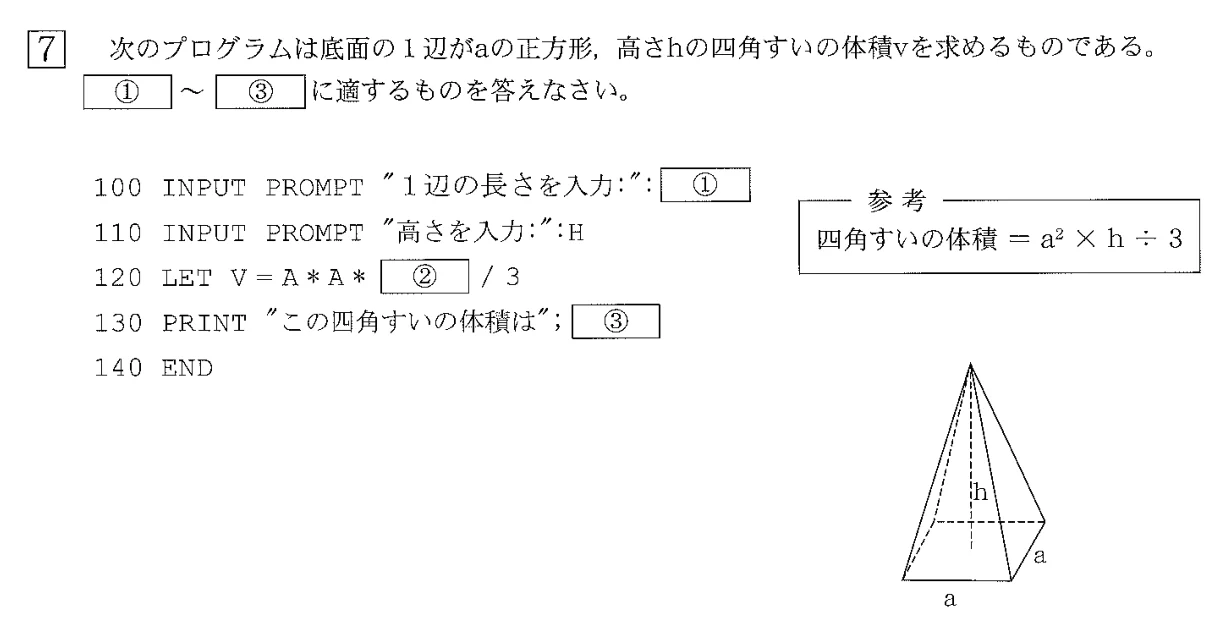 7 次のプログラムは底面の1辺がaの正方形,高さhの四角すいの体積vを求めるものである。
① ～ ③ に適するものを答えなさい。
100 INPUT PROMPT ″1辺の長さを入力:″: ①
110 INPUT PROMPT ″高さを入力:″:H
120 LET V=A*A* ② / 3
130 PRINT ″この四角すいの体積は″; ③
140 END
参考
四角すいの体積 = a² × h ÷ 3
h
a
a